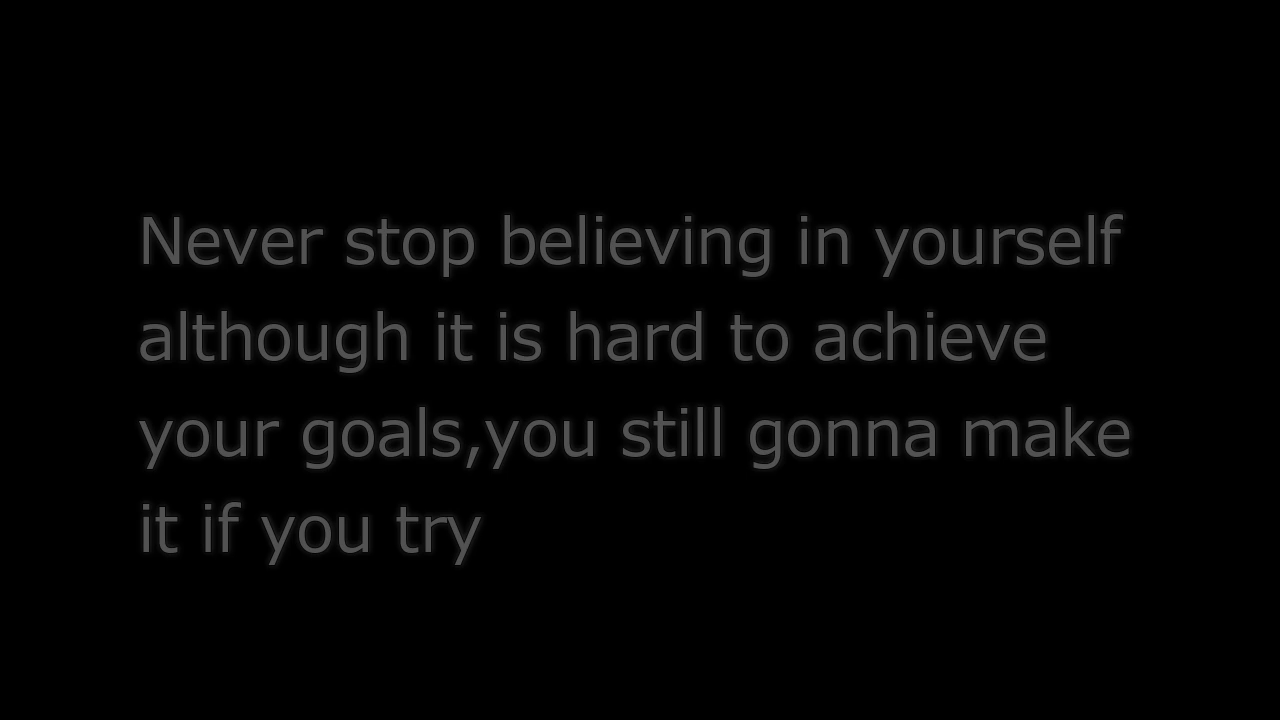 Never stop believing in yourself
although it is hard to achieve
your goals,you still gonna make
it if you try